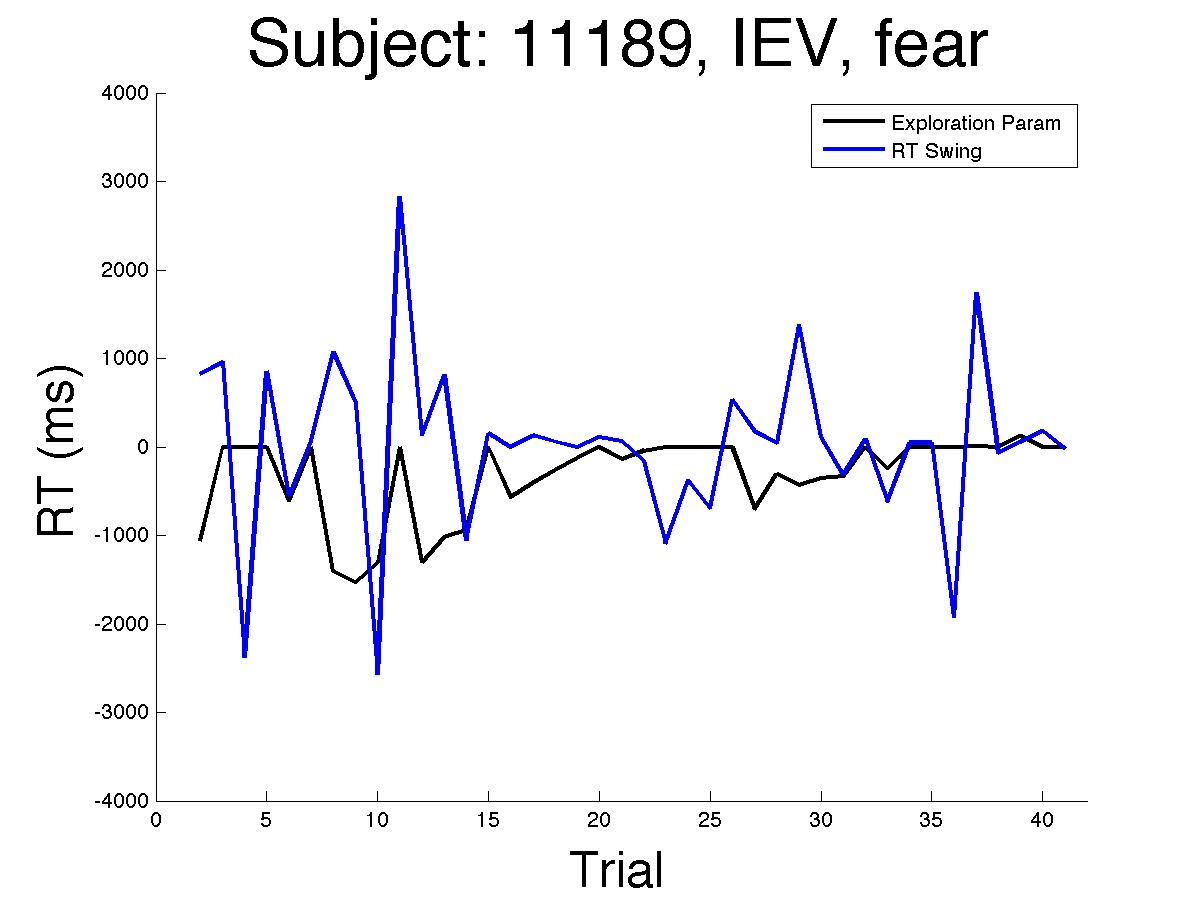 Subject: 11189, IEV, fear
4000
3000
2000
1000
0
-1000
-2000
-3000
-4000
RT (ms)
Exploration Param
RT Swing
0 5 10 15 20 25 30 35 40
Trial